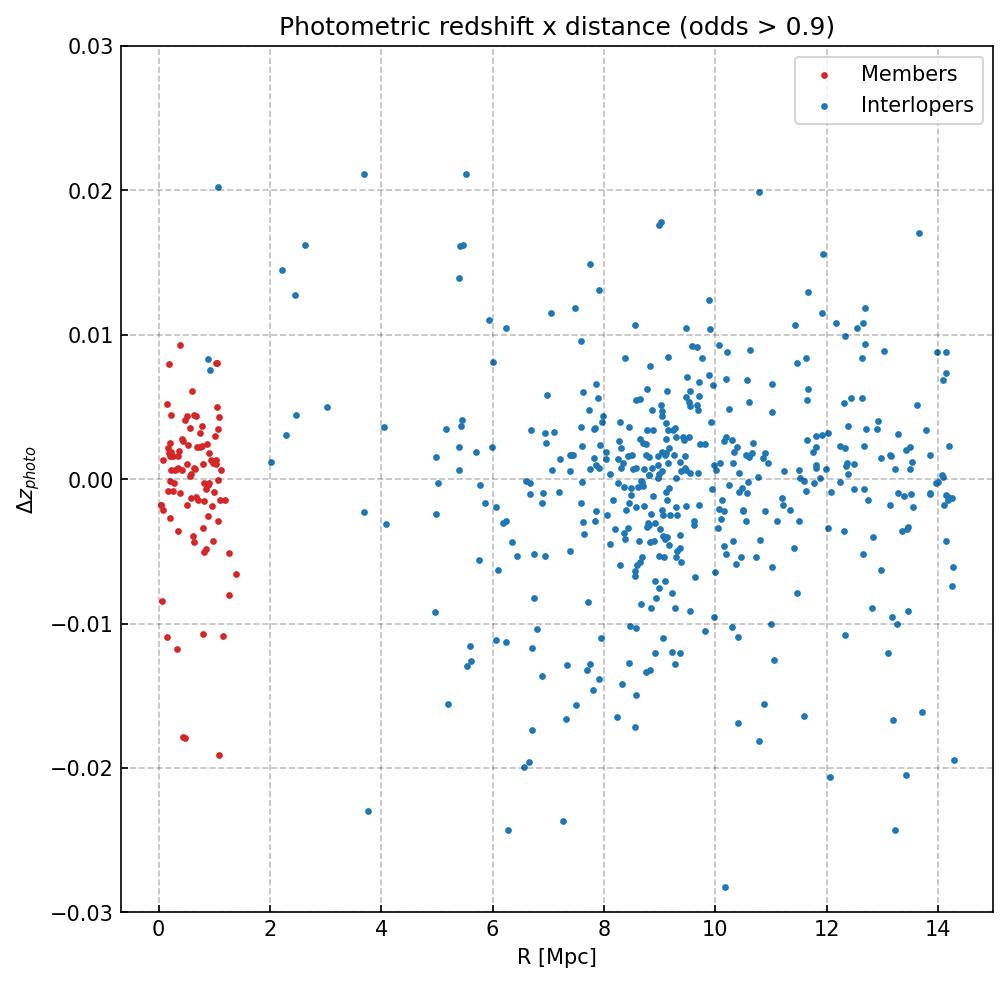 Photometric redshift x distance (odds > 0.9)
Members
Interlopers
0.03
0.02
0.01
0.00
−0.01
−0.02
−0.03
Δz_photo
0 2 4 6 8 10 12 14
R [Mpc]